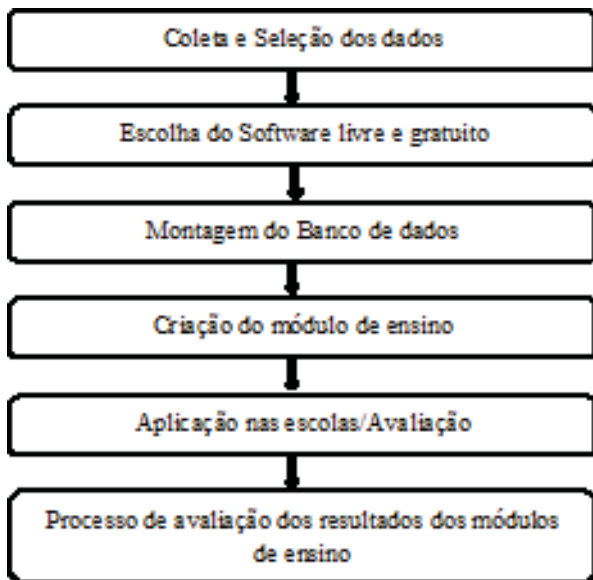 Coleta e Seleção dos dados
Escolha do Software livre e gratuito
Montagem do Banco de dados
Criação do módulo de ensino
Aplicação nas escolas/Avaliação
Processo de avaliação dos resultados dos módulos
de ensino